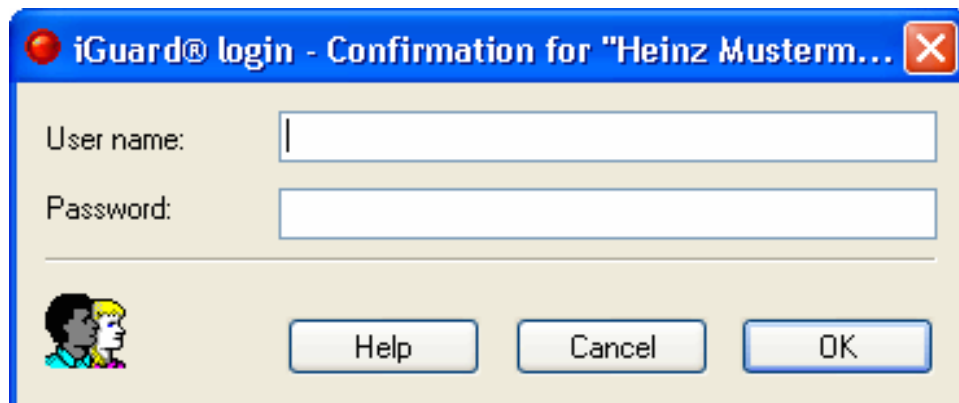 iGuard® login - Confirmation for "Heinz Musterm...
User name:
Password:
Help Cancel OK